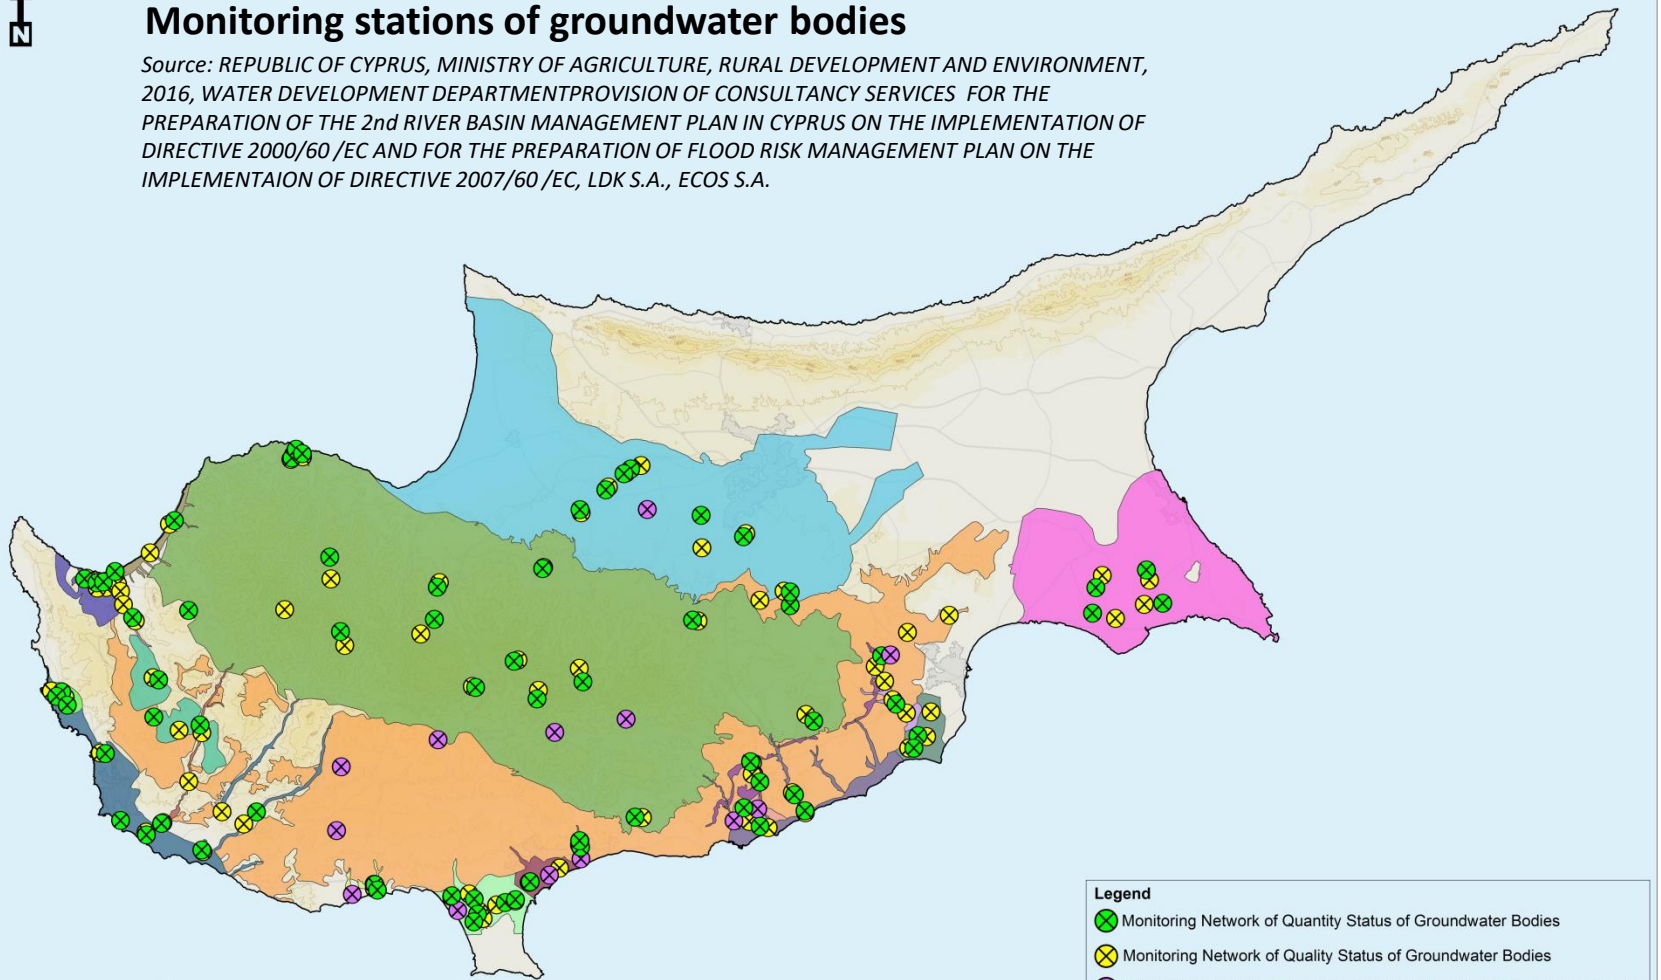 N
Monitoring stations of groundwater bodies
Source: REPUBLIC OF CYPRUS, MINISTRY OF AGRICULTURE, RURAL DEVELOPMENT AND ENVIRONMENT,
2016, WATER DEVELOPMENT DEPARTMENTPROVISION OF CONSULTANCY SERVICES FOR THE
PREPARATION OF THE 2nd RIVER BASIN MANAGEMENT PLAN IN CYPRUS ON THE IMPLEMENTATION OF
DIRECTIVE 2000/60 /EC AND FOR THE PREPARATION OF FLOOD RISK MANAGEMENT PLAN ON THE
IMPLEMENTAION OF DIRECTIVE 2007/60 /EC, LDK S.A., ECOS S.A.
Legend
Monitoring Network of Quantity Status of Groundwater Bodies
Monitoring Network of Quality Status of Groundwater Bodies